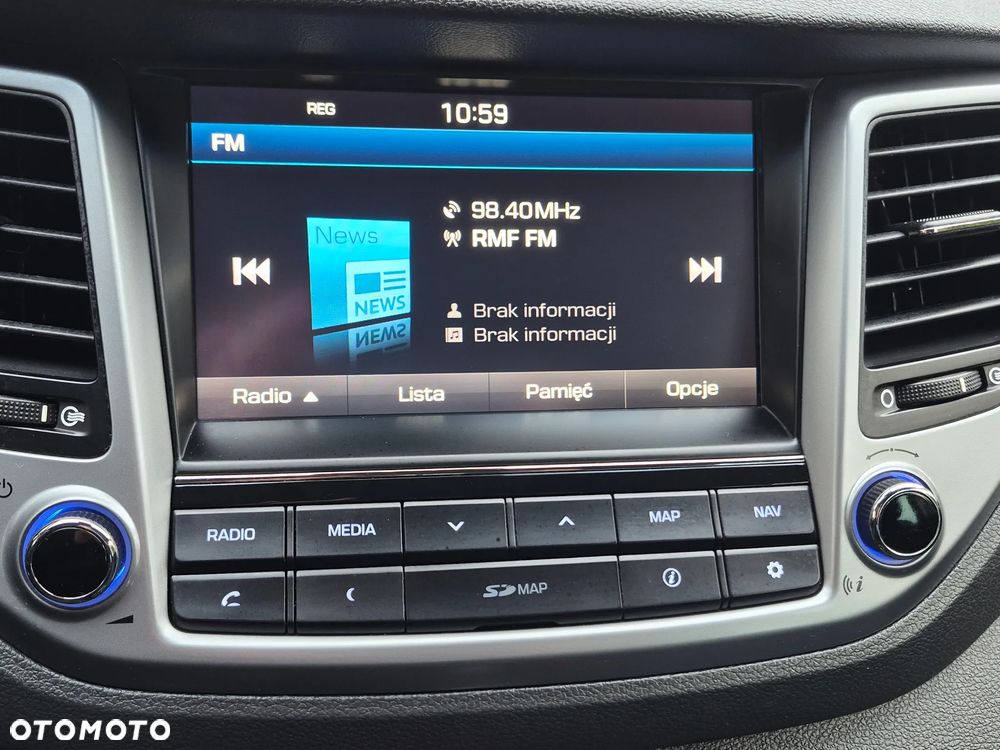 REG 10:59
FM
98.40MHz
News
RMF FM
NEWS
Brak informacji
Brak informacji
Radio Lista Pamięć Opcje
RADIO MEDIA MAP NAV
SD MAP
OTOMOTO